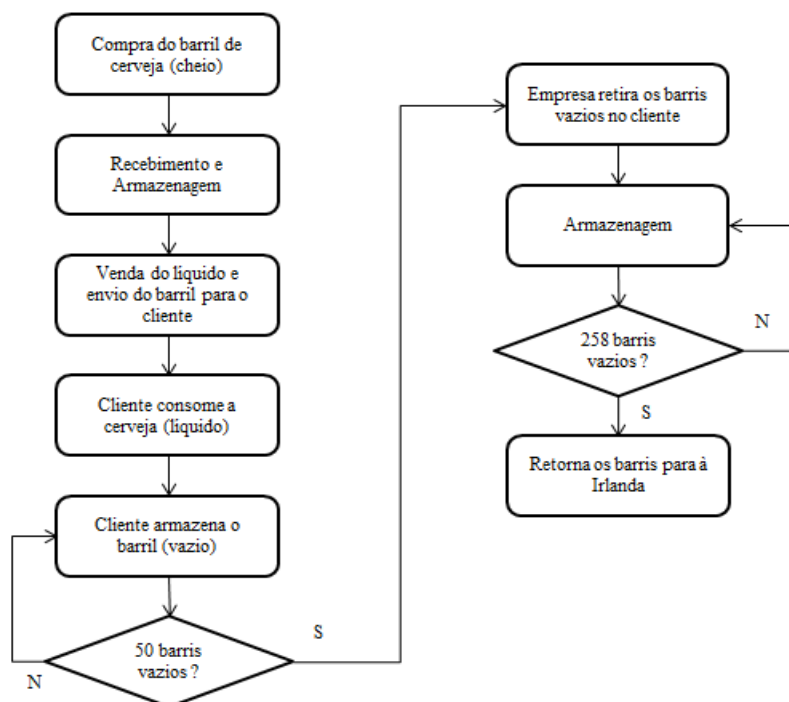 Compra do barril de
cerveja (cheio)
Recebimento e
Armazenagem
Venda do liquido e
envio do barril para o
cliente
Cliente consome a
cerveja (liquido)
Cliente armazena o
barril (vazio)
50 barris
vazios ?
N
S
Empresa retira os barris
vazios no cliente
Armazenagem
258 barris
vazios ?
N
S
Retorna os barris para à
Irlanda